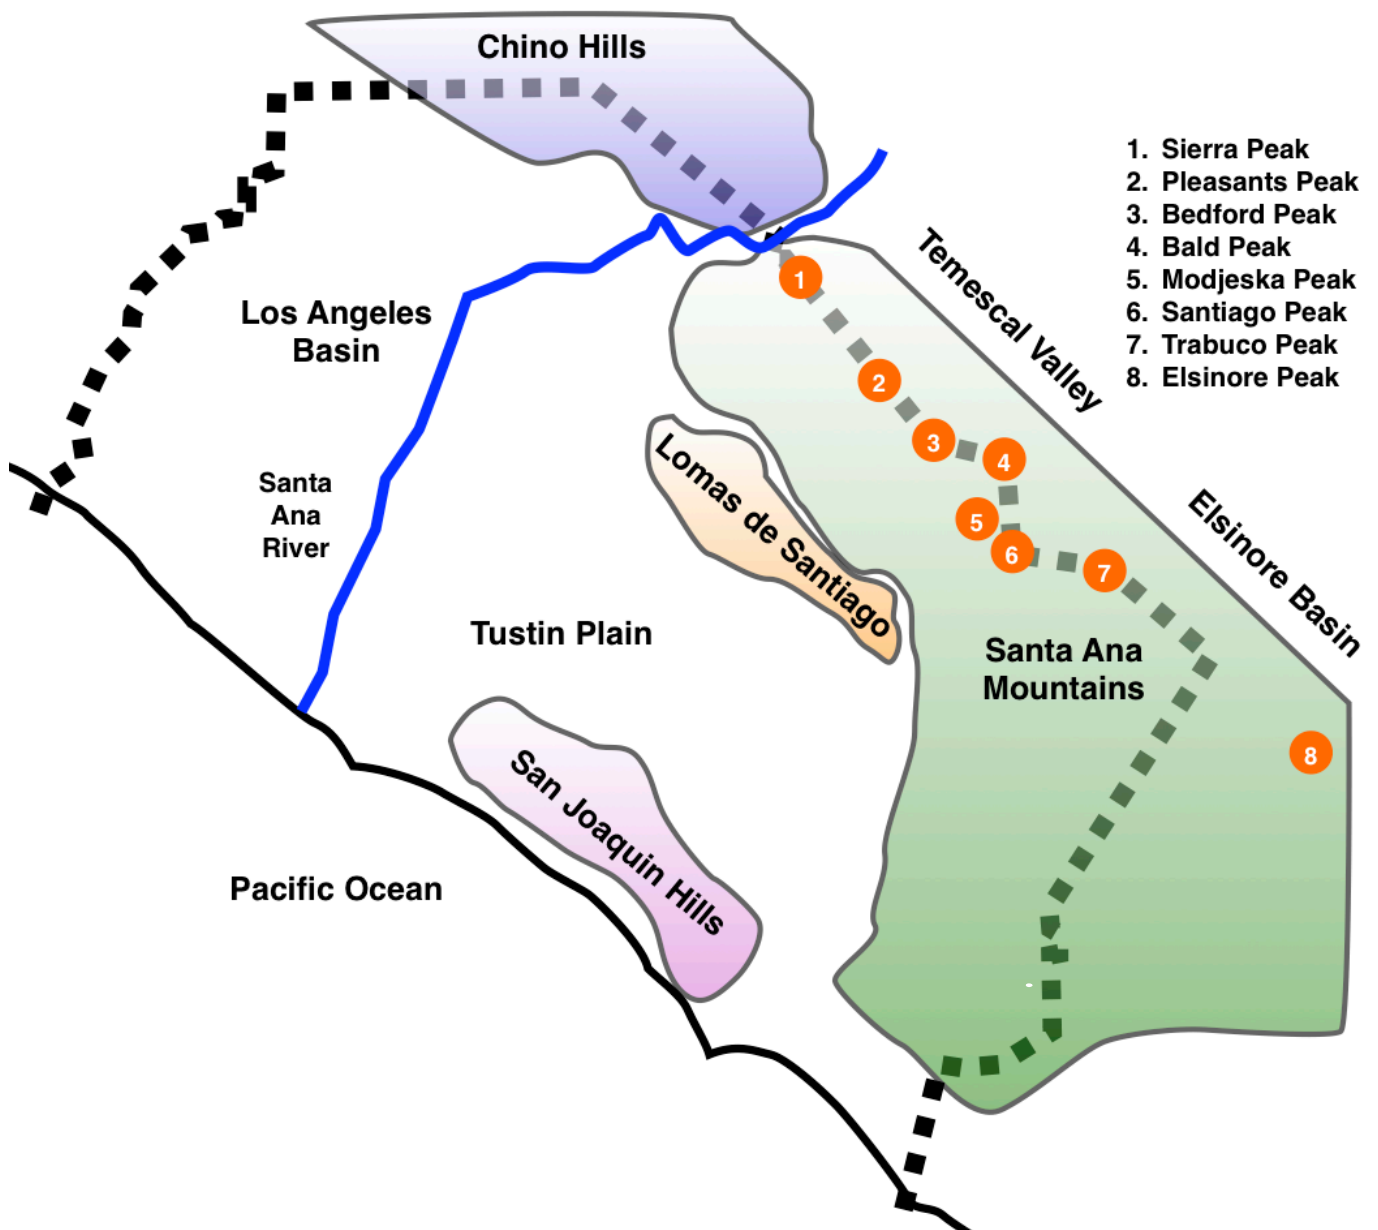 Chino Hills
1. Sierra Peak
2. Pleasants Peak
3. Bedford Peak
4. Bald Peak
5. Modjeska Peak
6. Santiago Peak
7. Trabuco Peak
8. Elsinore Peak
Temescal Valley
1
Los Angeles
Basin
2
3
4
Lomas de Santiago
Santa
Ana
River
5
6
7
Elsinore Basin
Tustin Plain
Santa Ana
Mountains
8
San Joaquin Hills
Pacific Ocean